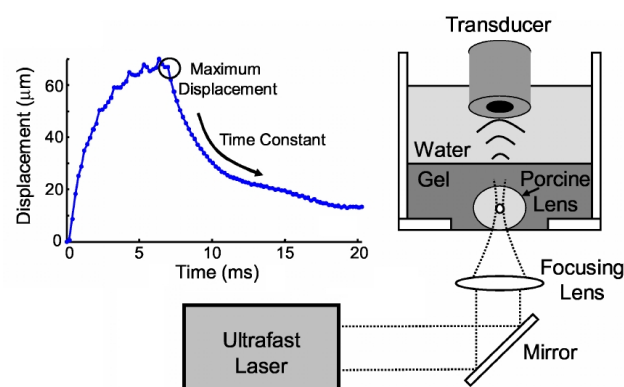 60
40
20
0
0
5
10
15
20
Displacement (μm)
Time (ms)
Maximum
Displacement
Time Constant
Transducer
Water
Gel
Porcine
Lens
Focusing
Lens
Mirror
Ultrafast
Laser